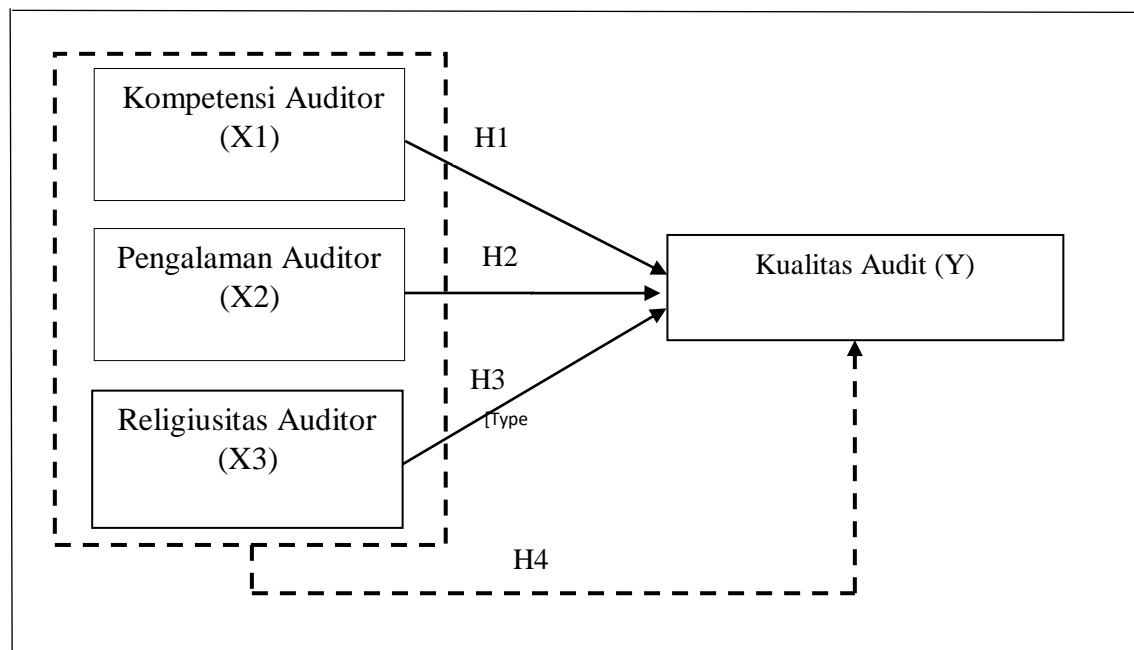 Kompetensi Auditor
(X1)
H1
Pengalaman Auditor
(X2)
H2
Kualitas Audit (Y)
Religiusitas Auditor
(X3)
H3
[Type
H4